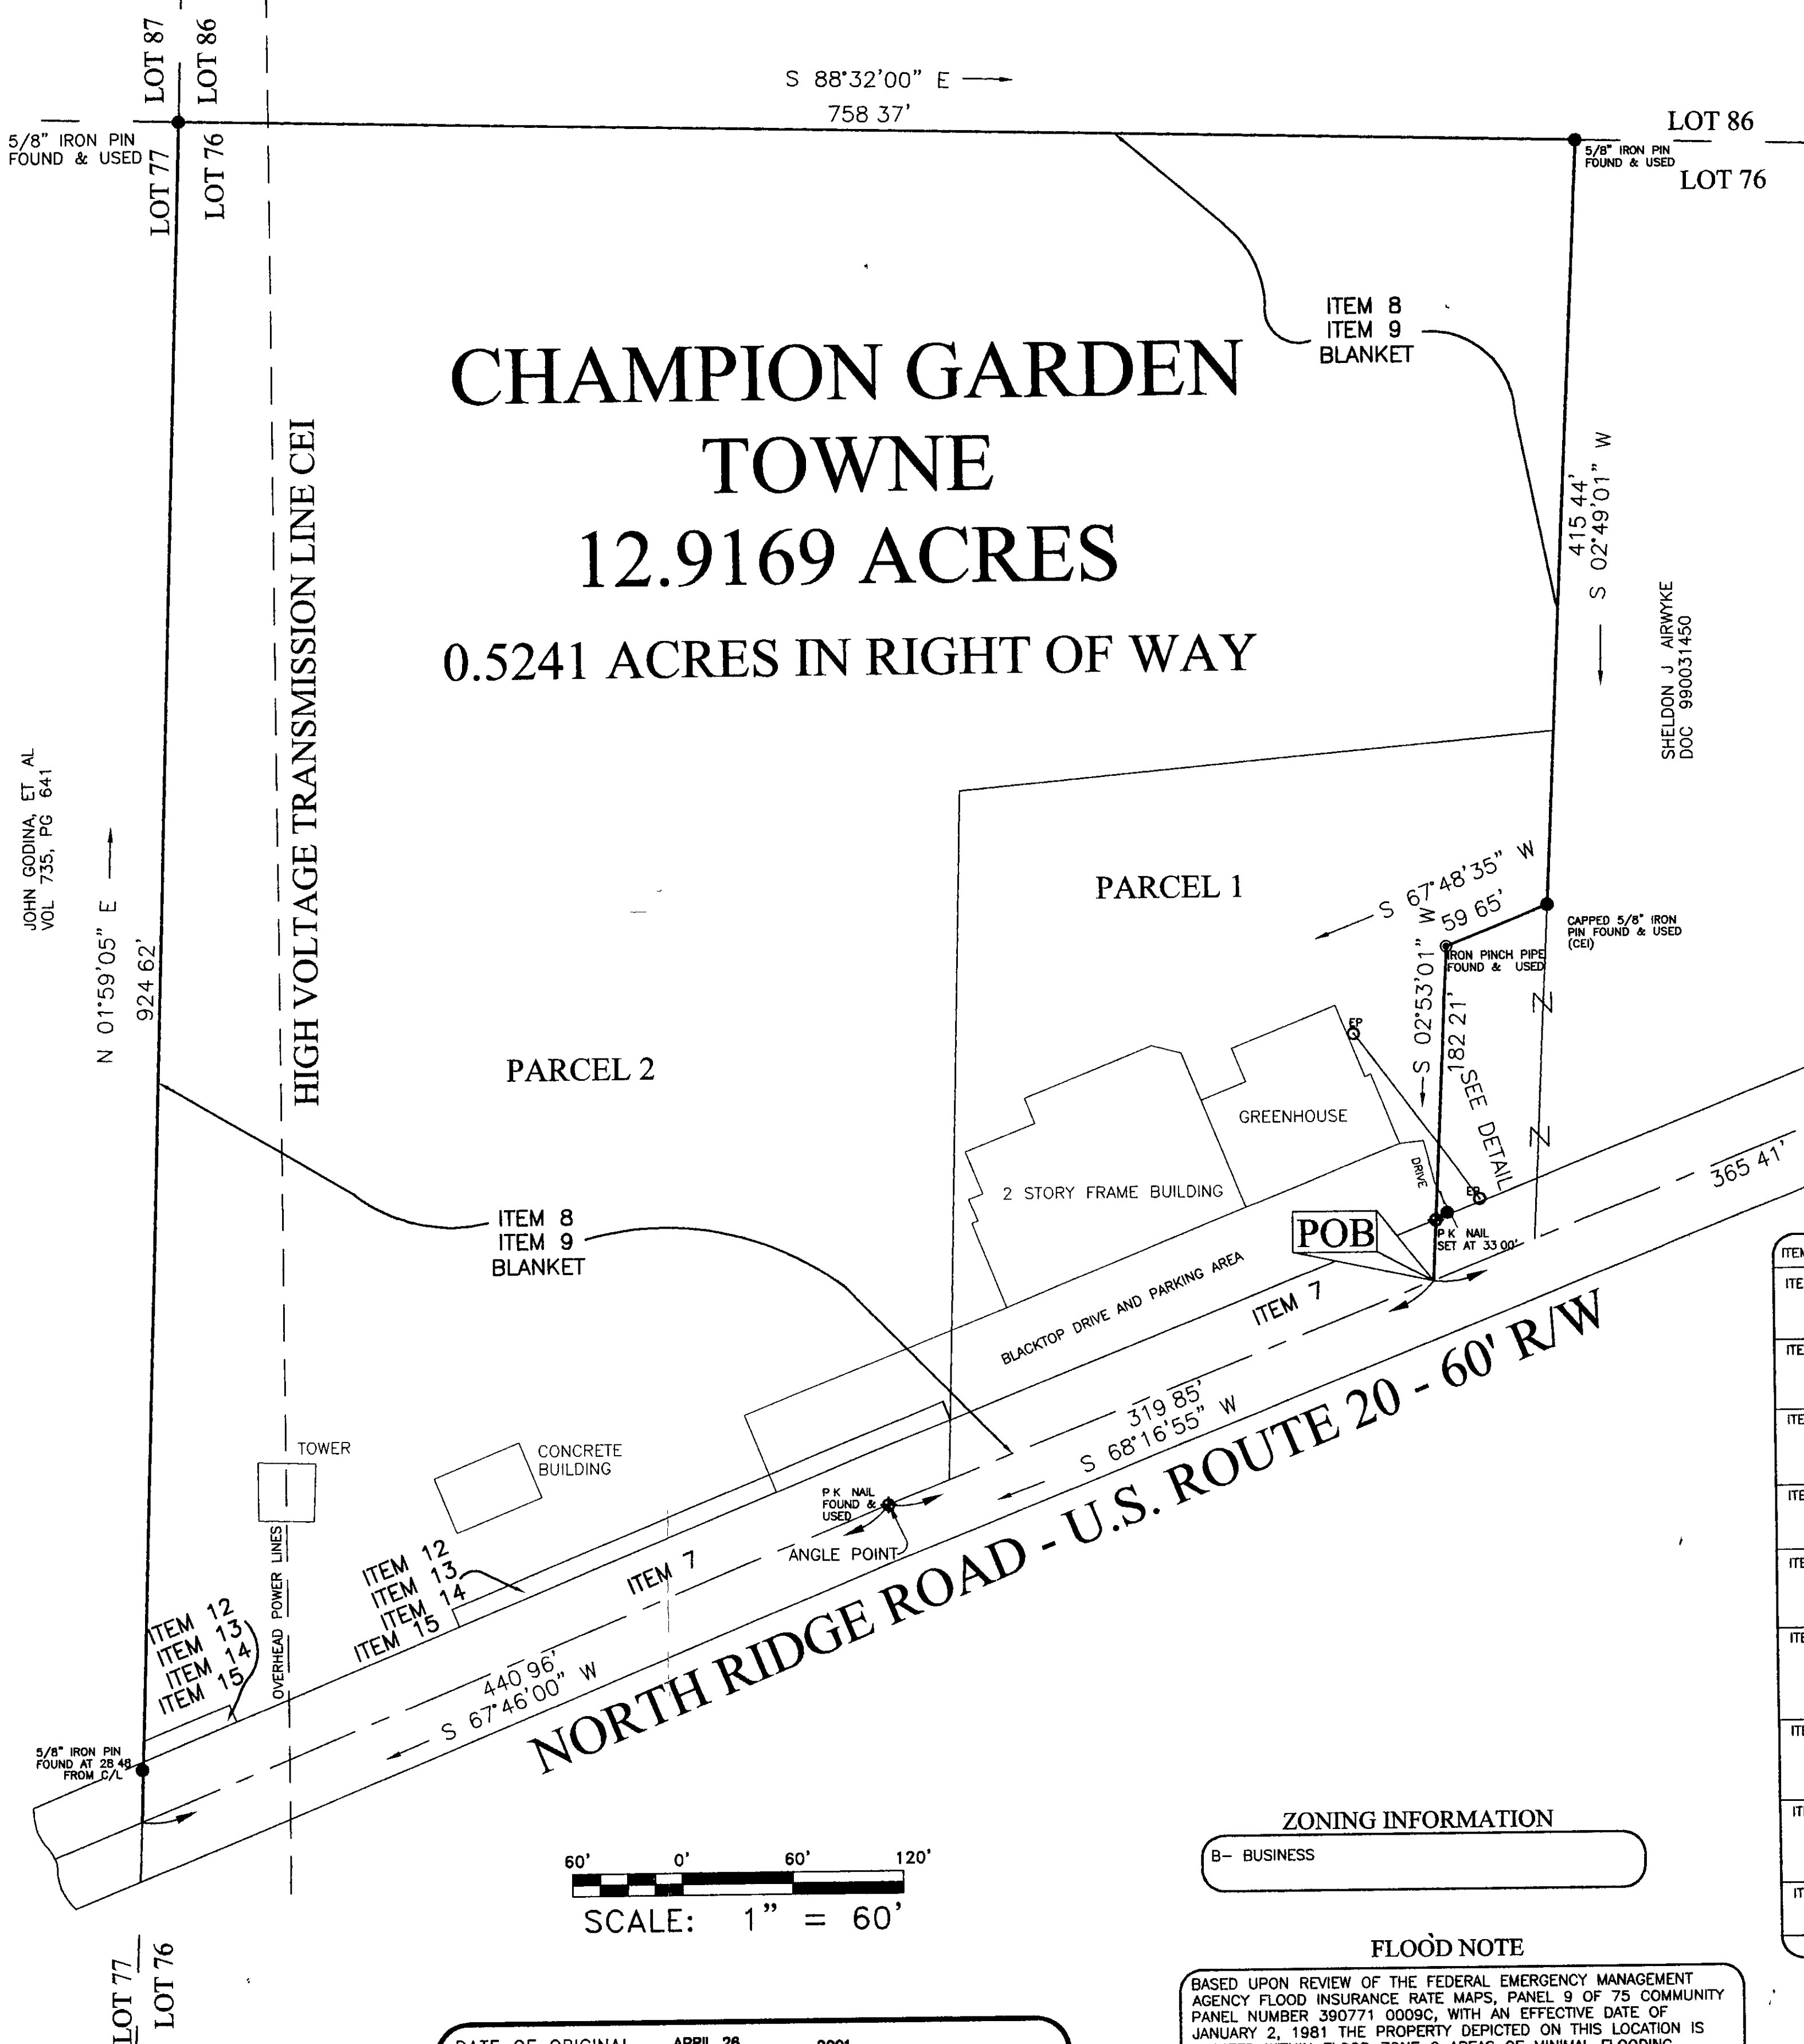 LOT 87
LOT 86
S 88°32'00" E
758 37'
5/8" IRON PIN
FOUND & USED
LOT 77
LOT 76
LOT 86
5/8" IRON PIN
FOUND & USED
LOT 76
ITEM 8
ITEM 9
BLANKET
CHAMPION GARDEN
TOWNE
12.9169 ACRES
0.5241 ACRES IN RIGHT OF WAY
HIGH VOLTAGE TRANSMISSION LINE CEI
415 44'
S 02°49'01" W
SHELDON J AIRWYKE
DOC 990031450
JOHN GODINA, ET AL
VOL 735, PG 641
N 01°59'05" E
924 62'
PARCEL 1
S 67°48'35" W
59 65'
CAPPED 5/8" IRON
PIN FOUND & USED
(CEI)
IRON PINCH PIPE
FOUND & USED
S 02°53'01" W
182 21'
SEE DETAIL
PARCEL 2
EP
GREENHOUSE
2 STORY FRAME BUILDING
DRIVE
EP
365 41'
ITEM 8
ITEM 9
BLANKET
POB
P K NAIL
SET AT 33 00'
BLACKTOP DRIVE AND PARKING AREA
ITEM 7
319 85'
S 68°16'55" W
TOWER
CONCRETE
BUILDING
P K NAIL
FOUND &
USED
ANGLE POINT
ITEM 7
OVERHEAD POWER LINES
ITEM 12
ITEM 13
ITEM 14
ITEM 15
ITEM 12
ITEM 13
ITEM 14
ITEM 15
440 96'
S 67°46'00" W
NORTH RIDGE ROAD - U.S. ROUTE 20 - 60' R/W
5/8" IRON PIN
FOUND AT 28 48
FROM C/L
60' 0' 60' 120'
SCALE: 1" = 60'
ZONING INFORMATION
B- BUSINESS
LOT 77
LOT 76
FLOOD NOTE
BASED UPON REVIEW OF THE FEDERAL EMERGENCY MANAGEMENT
AGENCY FLOOD INSURANCE RATE MAPS, PANEL 9 OF 75 COMMUNITY
PANEL NUMBER 390771 0009C, WITH AN EFFECTIVE DATE OF
JANUARY 2, 1981 THE PROPERTY DEPICTED ON THIS LOCATION IS
DATE OF ORIGINAL APRIL 26 2001